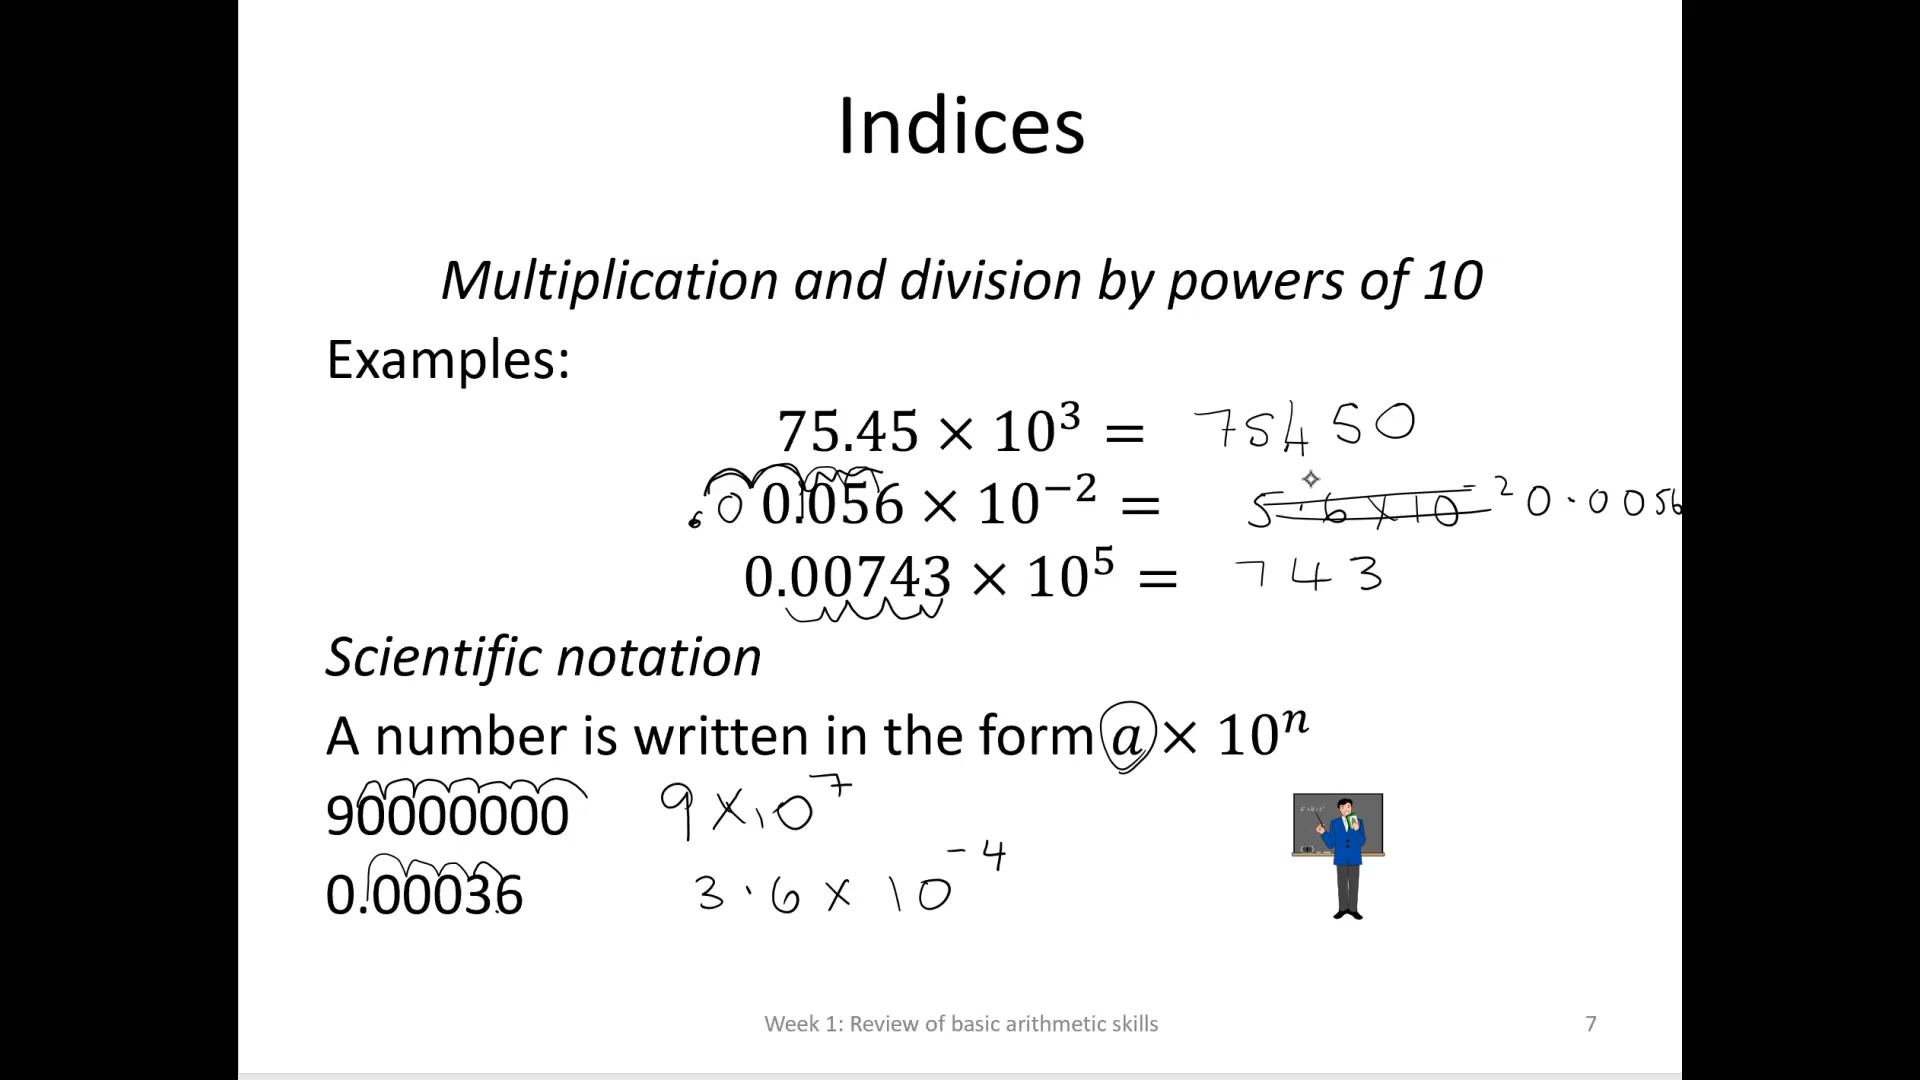 Indices
Multiplication and division by powers of 10
Examples:
75.45 × 10³ = 75450
.0 0.056 × 10⁻² = 5.6 × 10⁻² 0.0056
0.00743 × 10⁵ = 743
Scientific notation
A number is written in the form a × 10ⁿ
90000000 9 × 10⁷
0.00036 3.6 × 10⁻⁴
Week 1: Review of basic arithmetic skills
7